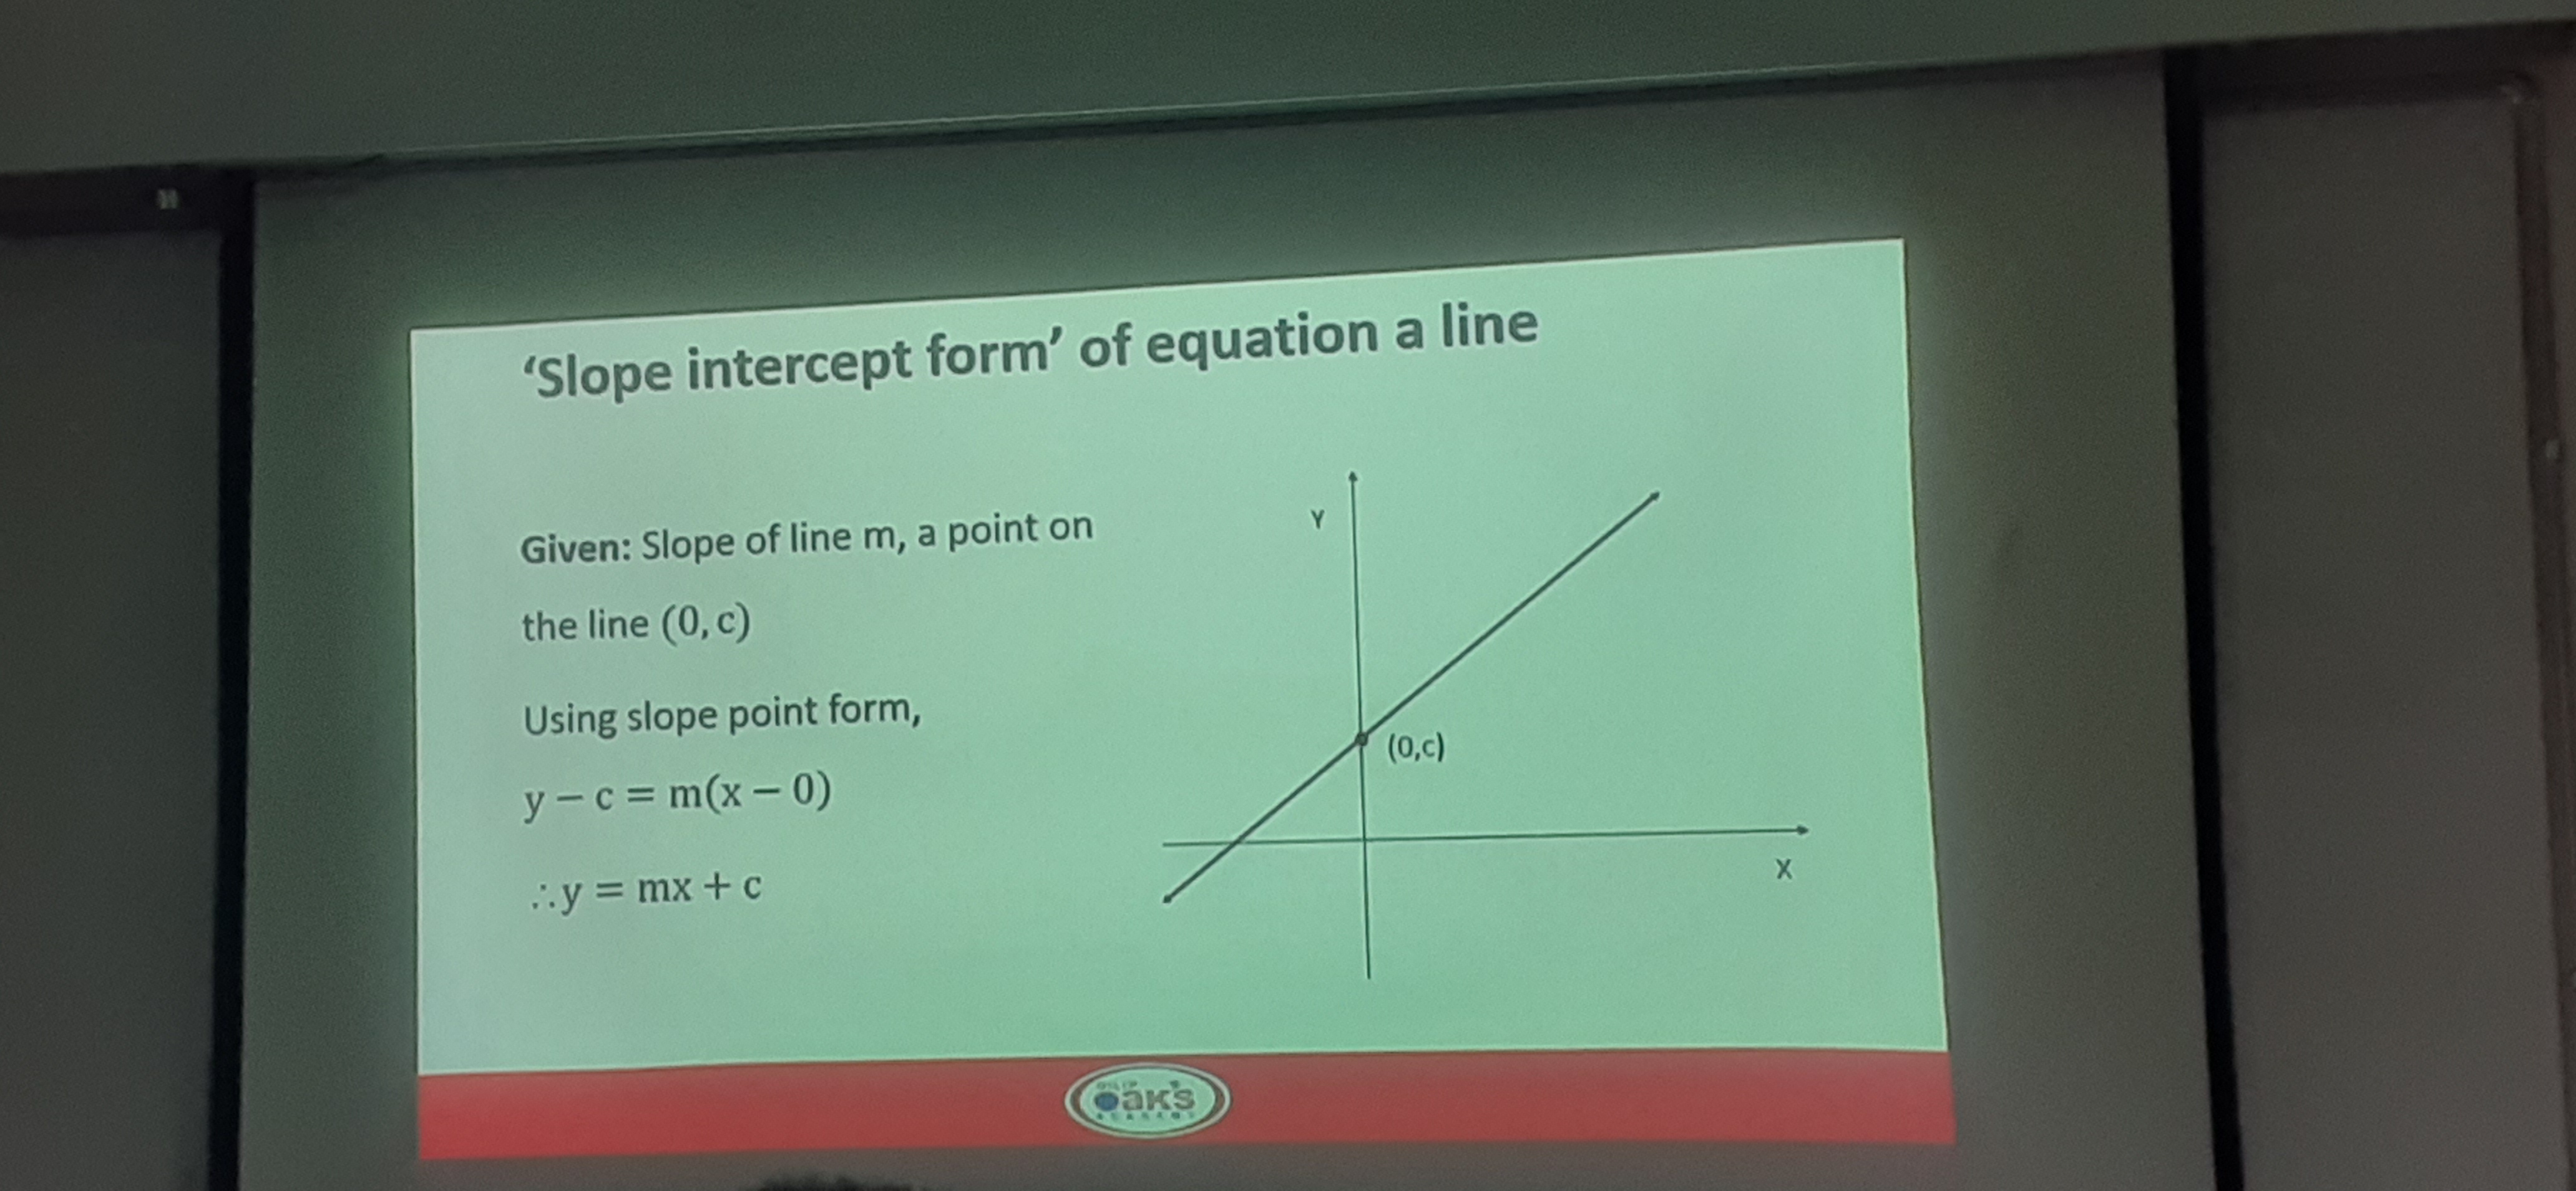 ‘Slope intercept form’ of equation a line
Given: Slope of line m, a point on
the line (0, c)
Using slope point form,
y − c = m(x − 0)
∴y = mx + c
Y
(0,c)
X
oaks